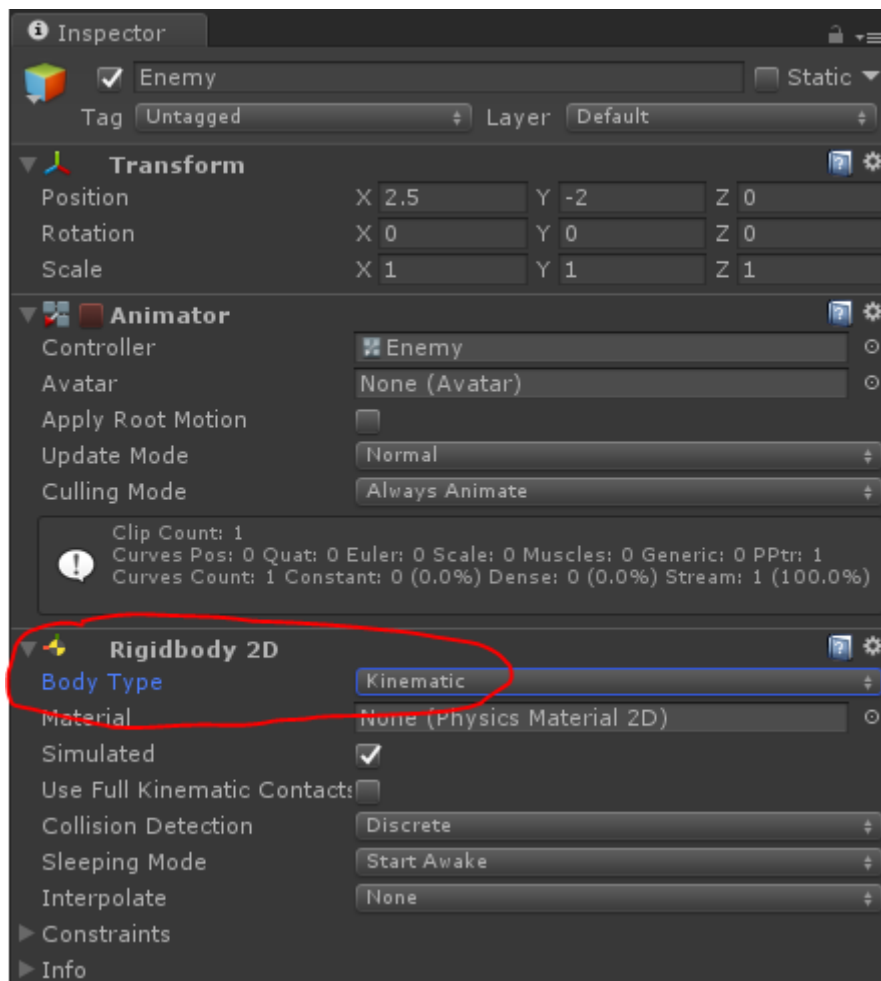 Inspector
Enemy Static
Tag Untagged Layer Default
Transform
Position X 2.5 Y -2 Z 0
Rotation X 0 Y 0 Z 0
Scale X 1 Y 1 Z 1
Animator
Controller Enemy
Avatar None (Avatar)
Apply Root Motion
Update Mode Normal
Culling Mode Always Animate
Clip Count: 1
Curves Pos: 0 Quat: 0 Euler: 0 Scale: 0 Muscles: 0 Generic: 0 PPtr: 1
Curves Count: 1 Constant: 0 (0.0%) Dense: 0 (0.0%) Stream: 1 (100.0%)
Rigidbody 2D
Body Type Kinematic
Material None (Physics Material 2D)
Simulated
Use Full Kinematic Contacts
Collision Detection Discrete
Sleeping Mode Start Awake
Interpolate None
Constraints
Info